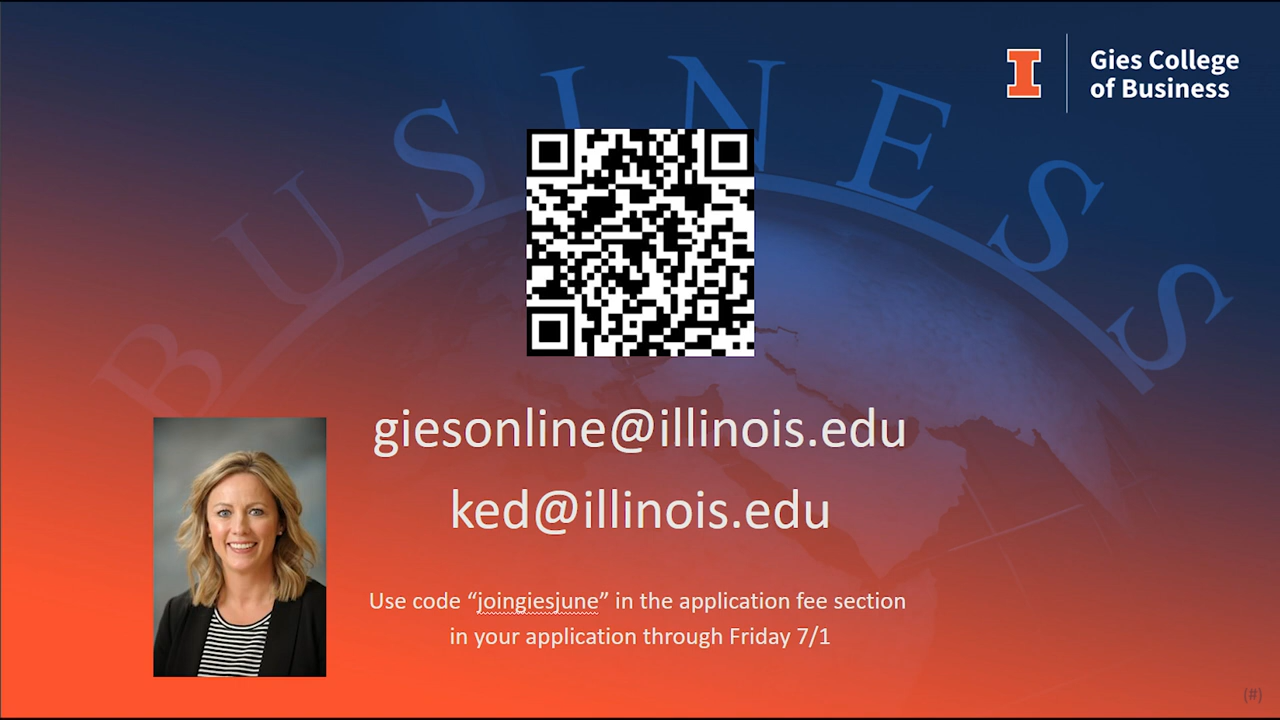 BUSINESS
I
Gies College
of Business
giesonline@illinois.edu
ked@illinois.edu
Use code “joingiesjune” in the application fee section
in your application through Friday 7/1
(#)